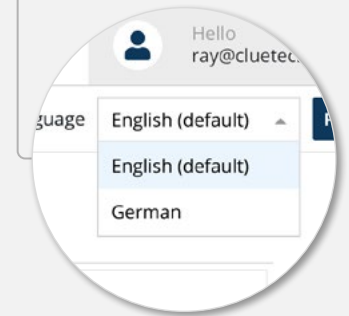 Hello
ray@cluetec
guage English (default)
English (default)
German